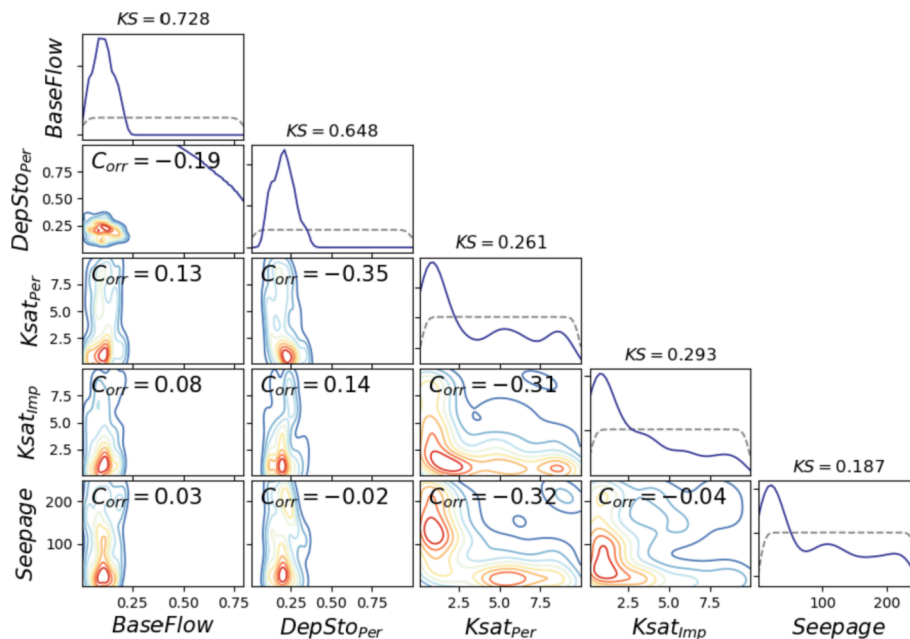 KS = 0.728
BaseFlow
KS = 0.648
C_orr = −0.19
DepSto_Per
0.75
0.50
0.25
KS = 0.261
C_orr = 0.13
C_orr = −0.35
Ksat_Per
7.5
5.0
2.5
KS = 0.293
C_orr = 0.08
C_orr = 0.14
C_orr = −0.31
Ksat_Imp
7.5
5.0
2.5
KS = 0.187
C_orr = 0.03
C_orr = −0.02
C_orr = −0.32
C_orr = −0.04
Seepage
200
100
0.25 0.50 0.75 0.25 0.50 0.75 2.5 5.0 7.5 2.5 5.0 7.5 100 200
BaseFlow DepSto_Per Ksat_Per Ksat_Imp Seepage